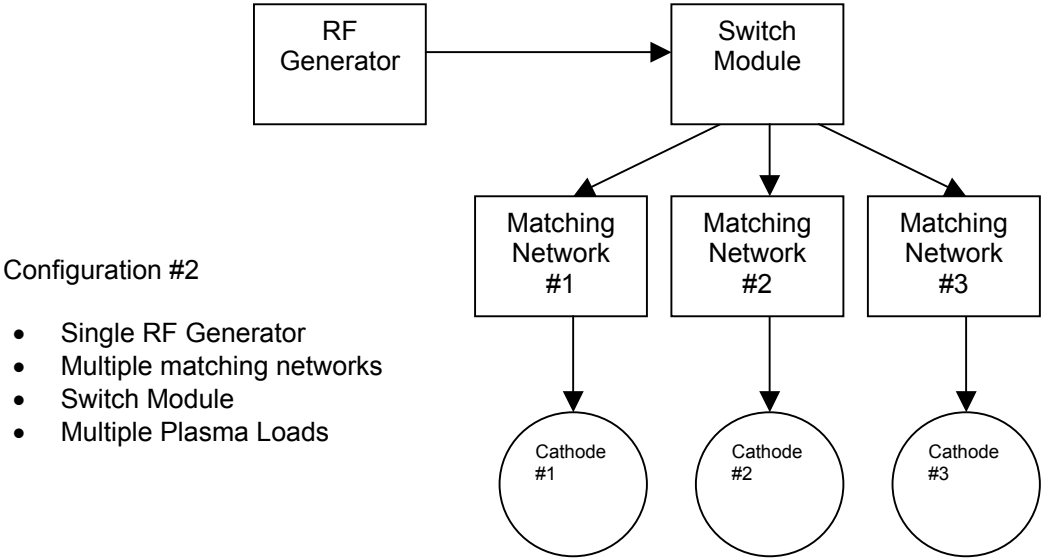 RF
Generator
Switch
Module
Matching
Network
#1
Matching
Network
#2
Matching
Network
#3
Configuration #2
• Single RF Generator
• Multiple matching networks
• Switch Module
• Multiple Plasma Loads
Cathode
#1
Cathode
#2
Cathode
#3